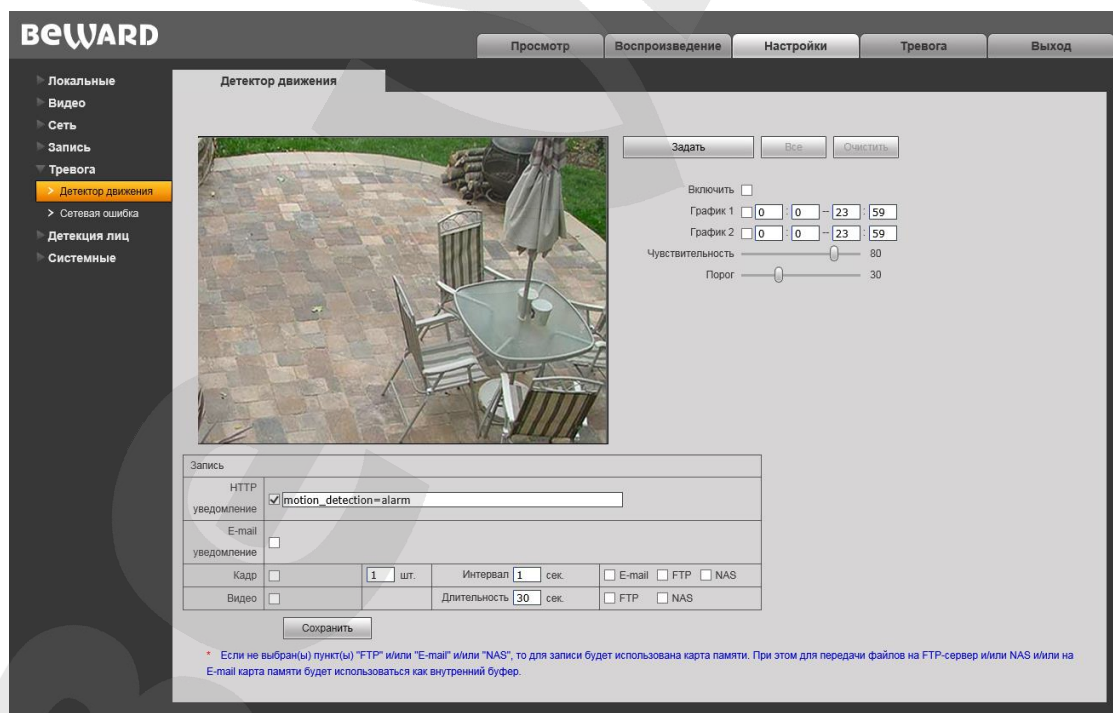 BEWARD
Просмотр Воспроизведение Настройки Тревога Выход
Локальные
Видео
Сеть
Запись
Тревога
> Детектор движения
> Сетевая ошибка
Детекция лиц
Системные
Детектор движения
Задать Все Очистить
Включить
График 1 0 : 0 -- 23 : 59
График 2 0 : 0 -- 23 : 59
Чувствительность 80
Порог 30
Запись
HTTP уведомление motion_detection=alarm
E-mail уведомление
Кадр 1 шт. Интервал 1 сек. E-mail FTP NAS
Видео Длительность 30 сек. FTP NAS
Сохранить
* Если не выбран(ы) пункт(ы) "FTP" и/или "E-mail" и/или "NAS", то для записи будет использована карта памяти. При этом для передачи файлов на FTP-сервер и/или NAS и/или на
E-mail карта памяти будет использоваться как внутренний буфер.